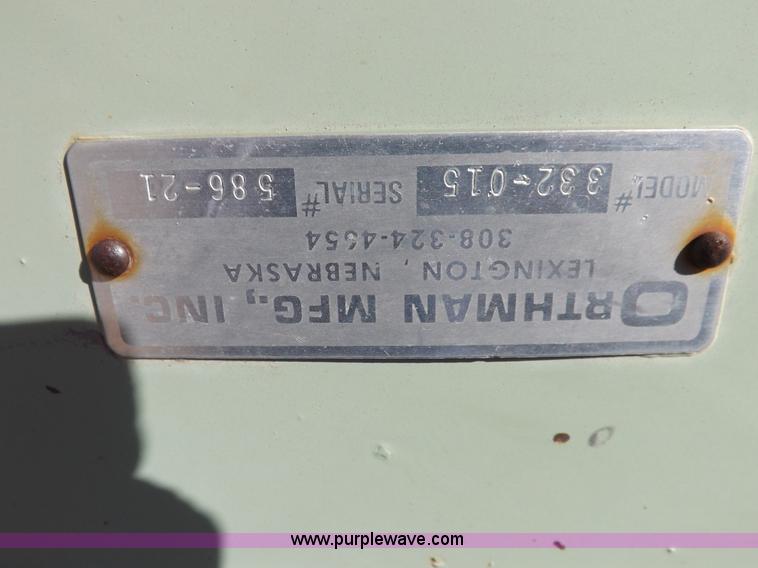 ORTHMAN MFG., INC.
LEXINGTON, NEBRASKA
308-324-4654
MODEL # 332-015 SERIAL # 586-21
www.purplewave.com